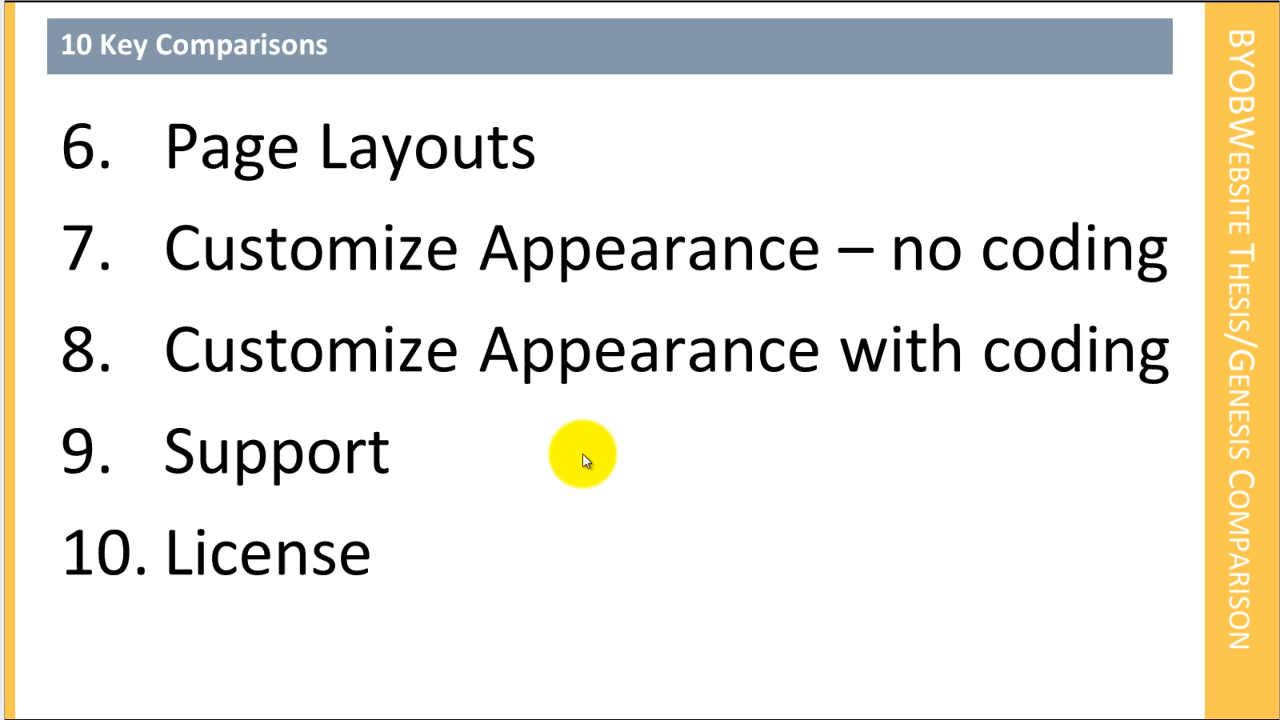 10 Key Comparisons
6. Page Layouts
7. Customize Appearance – no coding
8. Customize Appearance with coding
9. Support
10. License
BYOBWEBSITE THESIS/GENESIS COMPARISON